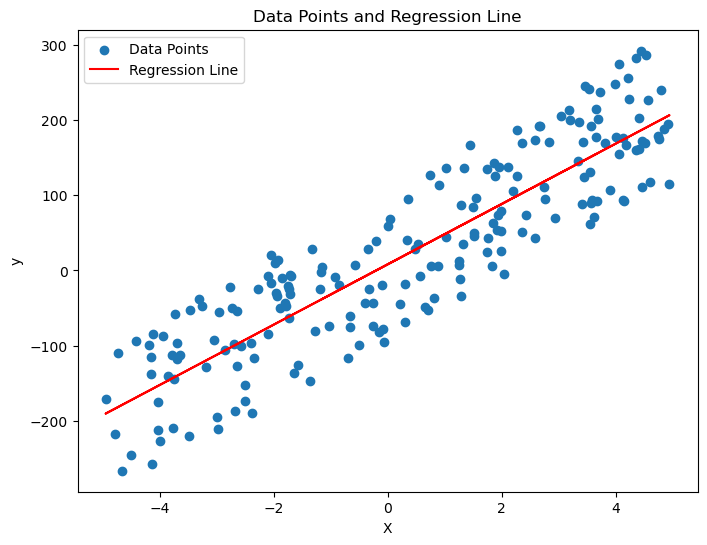 Data Points and Regression Line
Data Points
Regression Line
300
200
100
0
−100
−200
y
−4
−2
0
2
4
X